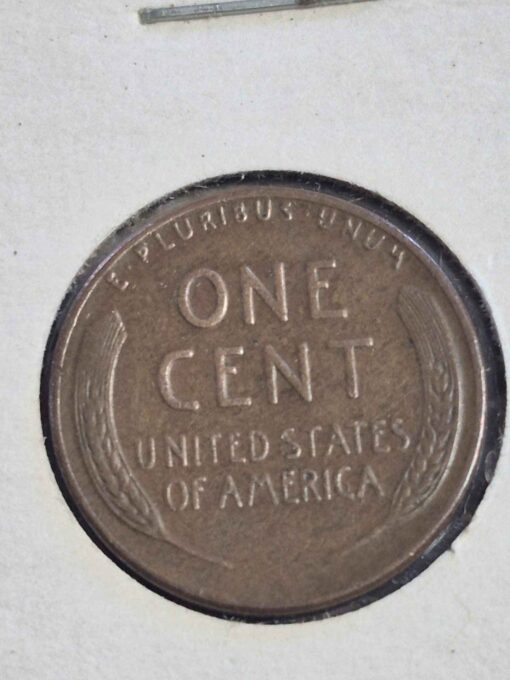 E · PLURIBUS · UNUM
ONE
CENT
UNITED STATES
OF AMERICA